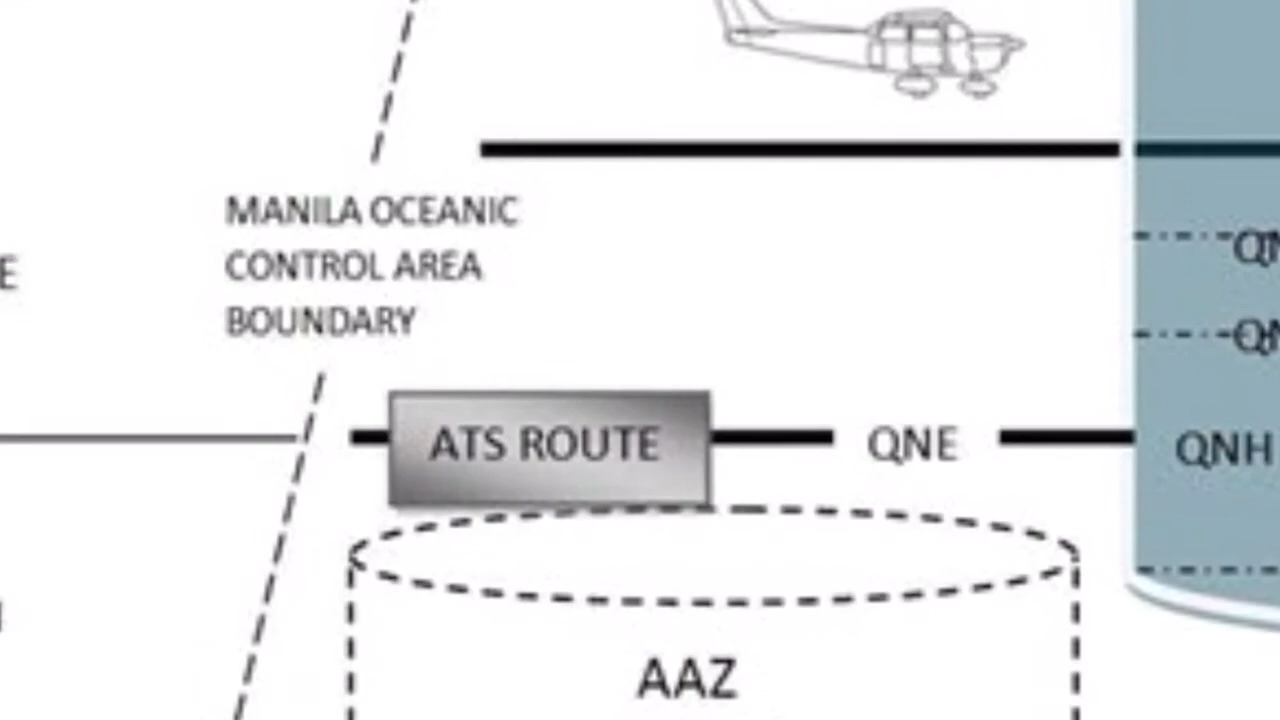 MANILA OCEANIC
CONTROL AREA
BOUNDARY
E
ATS ROUTE
QNE
QNH
AAZ